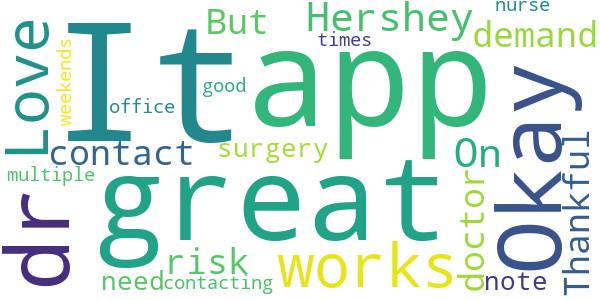 nurse
But Hershey
It app demand
Love times
weekends
office good
Okay
contact surgery On
multiple great
dr risk works doctor Thankful
need contacting note